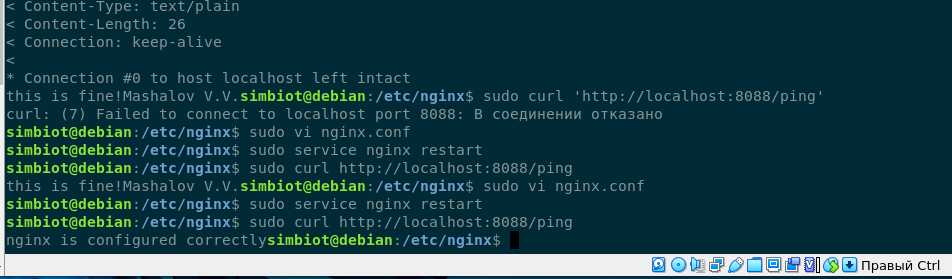 < Content-Type: text/plain
< Content-Length: 26
< Connection: keep-alive
<
* Connection #0 to host localhost left intact
this is fine!Mashalov V.V.simbiot@debian:/etc/nginx$ sudo curl 'http://localhost:8088/ping'
curl: (7) Failed to connect to localhost port 8088: В соединении отказано
simbiot@debian:/etc/nginx$ sudo vi nginx.conf
simbiot@debian:/etc/nginx$ sudo service nginx restart
simbiot@debian:/etc/nginx$ sudo curl http://localhost:8088/ping
this is fine!Mashalov V.V.simbiot@debian:/etc/nginx$ sudo vi nginx.conf
simbiot@debian:/etc/nginx$ sudo service nginx restart
simbiot@debian:/etc/nginx$ sudo curl http://localhost:8088/ping
nginx is configured correctlysimbiot@debian:/etc/nginx$
Правый Ctrl